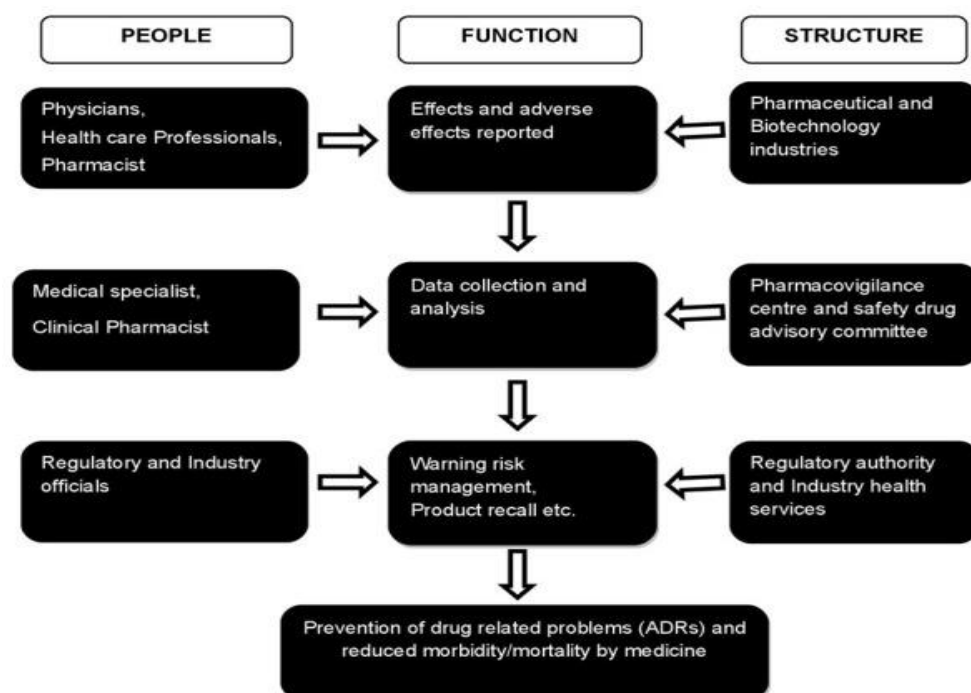 PEOPLE
FUNCTION
STRUCTURE
Physicians,
Health care Professionals,
Pharmacist
Effects and adverse
effects reported
Pharmaceutical and
Biotechnology
industries
Medical specialist,
Clinical Pharmacist
Data collection and
analysis
Pharmacovigilance
centre and safety drug
advisory committee
Regulatory and Industry
officials
Warning risk
management,
Product recall etc.
Regulatory authority
and Industry health
services
Prevention of drug related problems (ADRs) and
reduced morbidity/mortality by medicine